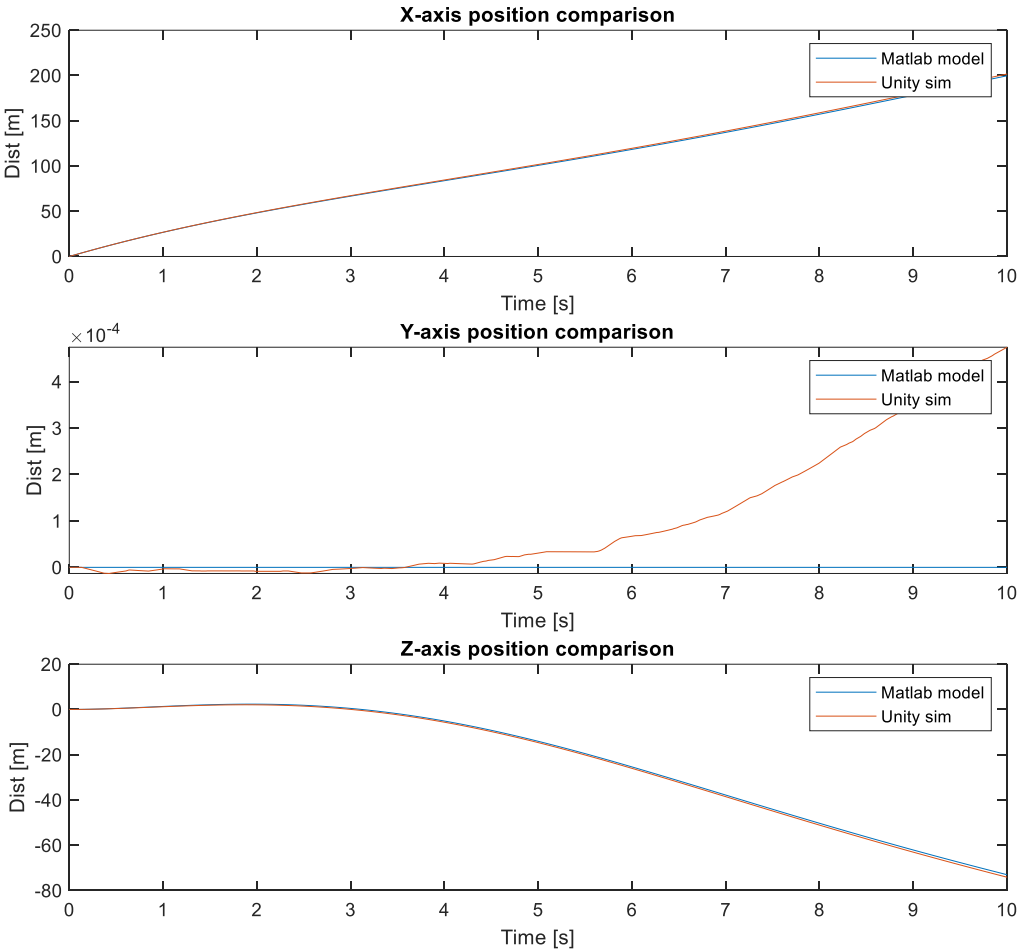 X-axis position comparison
250
200
150
100
50
0
Dist [m]
Matlab model
Unity sim
0 1 2 3 4 5 6 7 8 9 10
Time [s]
Y-axis position comparison
×10⁻⁴
4
3
2
1
0
Dist [m]
Matlab model
Unity sim
0 1 2 3 4 5 6 7 8 9 10
Time [s]
Z-axis position comparison
20
0
-20
-40
-60
-80
Dist [m]
Matlab model
Unity sim
0 1 2 3 4 5 6 7 8 9 10
Time [s]